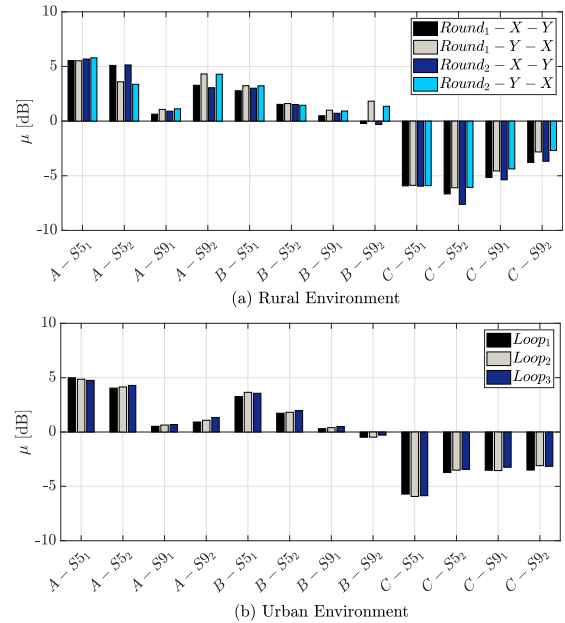 10
5
0
-5
-10
μ [dB]
Round₁ − X − Y
Round₁ − Y − X
Round₂ − X − Y
Round₂ − Y − X
A − S5₁
A − S5₂
A − S9₁
A − S9₂
B − S5₁
B − S5₂
B − S9₁
B − S9₂
C − S5₁
C − S5₂
C − S9₁
C − S9₂
(a) Rural Environment
10
5
0
-5
-10
μ [dB]
Loop₁
Loop₂
Loop₃
A − S5₁
A − S5₂
A − S9₁
A − S9₂
B − S5₁
B − S5₂
B − S9₁
B − S9₂
C − S5₁
C − S5₂
C − S9₁
C − S9₂
(b) Urban Environment